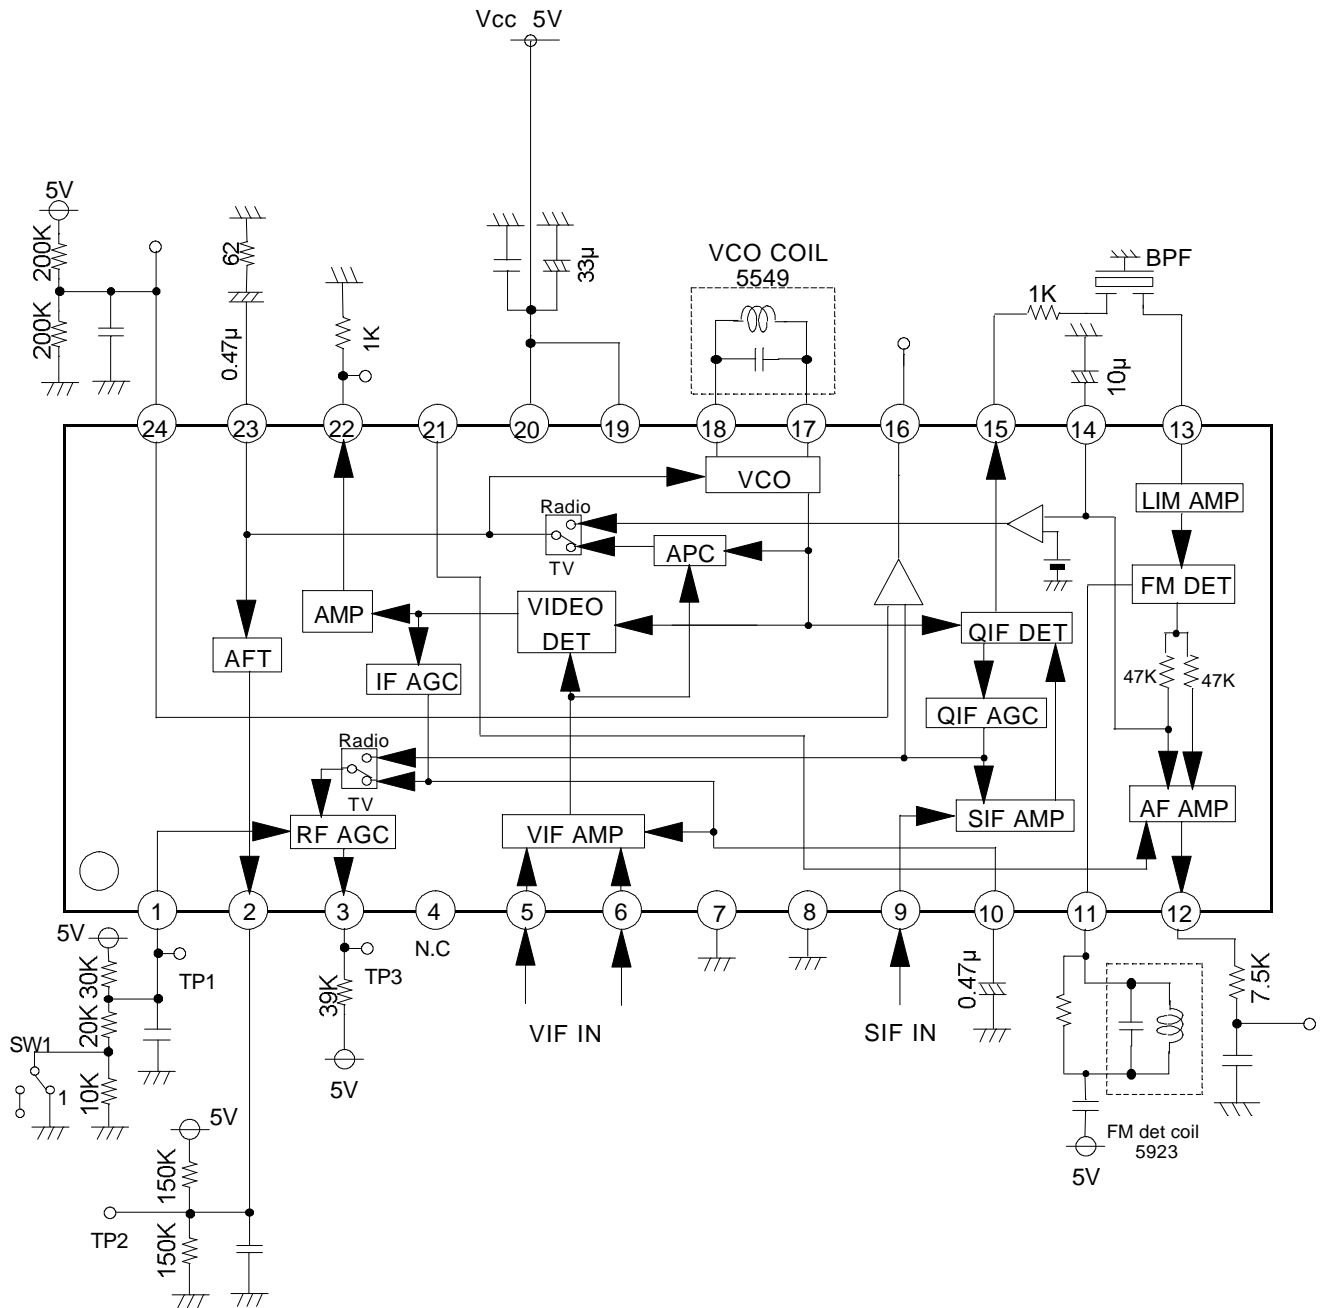 Vcc 5V
5V
200K
200K
62
0.47μ
1K
33μ
VCO COIL
5549
1K
BPF
10μ
24
23
22
21
20
19
18
17
16
15
14
13
VCO
LIM AMP
Radio
TV
APC
FM DET
AMP
VIDEO
DET
QIF DET
AFT
IF AGC
47K
47K
QIF AGC
Radio
TV
RF AGC
VIF AMP
SIF AMP
AF AMP
1
2
3
4
5
6
7
8
9
10
11
12
N.C
5V
30K
TP1
20K
SW1
1
10K
39K
TP3
5V
VIF IN
SIF IN
0.47μ
7.5K
FM det coil
5923
5V
5V
150K
TP2
150K